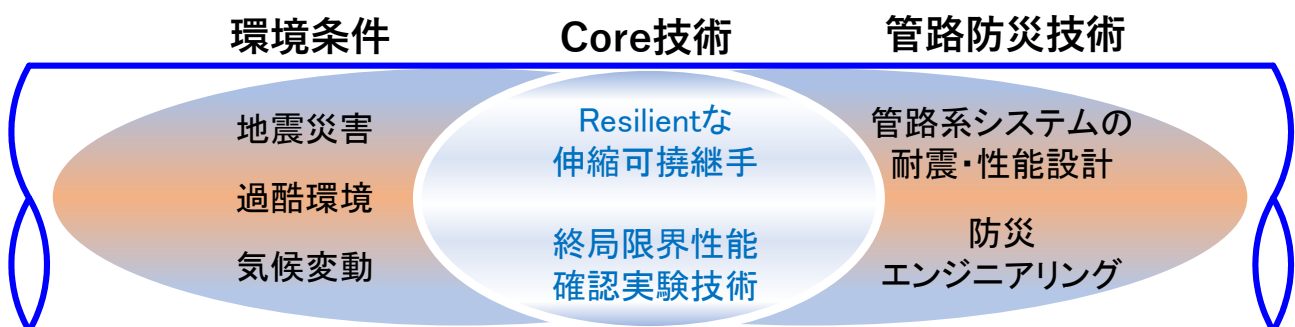 環境条件
Core技術
管路防災技術
地震災害
過酷環境
気候変動
Resilientな
伸縮可撓継手
終局限界性能
確認実験技術
管路系システムの
耐震・性能設計
防災
エンジニアリング